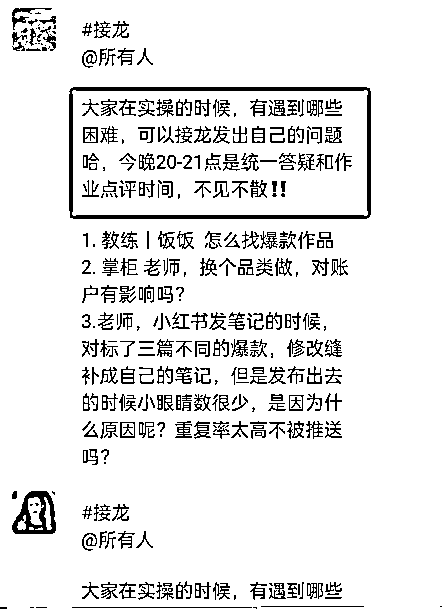 #接龙
@所有人
大家在实操的时候，有遇到哪些
困难，可以接龙发出自己的问题
哈，今晚20-21点是统一答疑和作
业点评时间，不见不散‼
1. 教练丨饭饭 怎么找爆款作品
2. 掌柜 老师，换个品类做，对账
户有影响吗？
3.老师，小红书发笔记的时候，
对标了三篇不同的爆款，修改缝
补成自己的笔记，但是发布出去
的时候小眼睛数很少，是因为什
么原因呢？重复率太高不被推送
吗？
#接龙
@所有人
大家在实操的时候，有遇到哪些